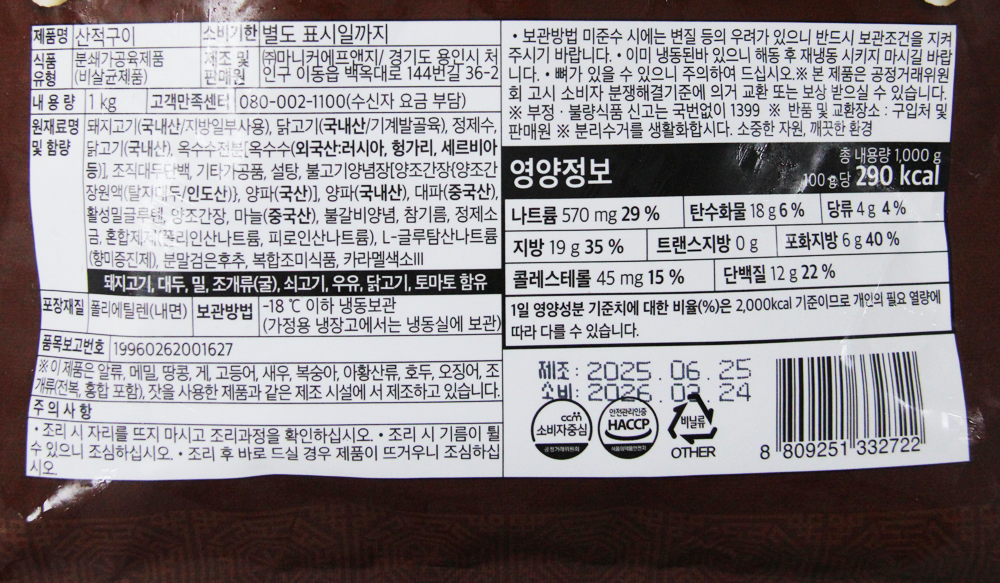 제품명 산적구이 소비기한 별도 표시일까지
식품유형 분쇄가공육제품 (비살균제품) 제조 및 판매원 ㈜마니커에프앤지/ 경기도 용인시 처인구 이동읍 백옥대로 144번길 36-2
내용량 1 kg 고객만족센터 080-002-1100(수신자 요금 부담)
원재료명 및 함량 돼지고기(국내산/지방일부사용), 닭고기(국내산/기계발골육), 정제수,
닭고기(국내산), 옥수수전분[옥수수(외국산:러시아, 헝가리, 세르비아
등)], 조직대두단백, 기타가공품, 설탕, 불고기양념장{양조간장(양조간
장원액(탈지대두/인도산)}, 양파(국산)], 양파(국내산), 대파(중국산),
활성밀글루텐, 양조간장, 마늘(중국산), 불갈비양념, 참기름, 정제소
금, 혼합제제(폴리인산나트륨, 피로인산나트륨), L-글루탐산나트륨
(향미증진제), 분말검은후추, 복합조미식품, 카라멜색소III
돼지고기, 대두, 밀, 조개류(굴), 쇠고기, 우유, 닭고기, 토마토 함유
포장재질 폴리에틸렌(내면) 보관방법 -18 ℃ 이하 냉동보관
(가정용 냉장고에서는 냉동실에 보관)
품목보고번호 19960262001627
※ 이 제품은 알류, 메밀, 땅콩, 게, 고등어, 새우, 복숭아, 아황산류, 호두, 오징어, 조
개류(전복, 홍합 포함), 잣을 사용한 제품과 같은 제조 시설에서 제조하고 있습니다.
주의사항
• 조리 시 자리를 뜨지 마시고 조리과정을 확인하십시오. • 조리 시 기름이 튈
수 있으니 조심하십시오. • 조리 후 바로 드실 경우 제품이 뜨거우니 조심하십
시오.
• 보관방법 미준수 시에는 변질 등의 우려가 있으니 반드시 보관조건을 지켜
주시기 바랍니다. • 이미 냉동된바 있으니 해동 후 재냉동 시키지 마시길 바랍
니다. • 뼈가 있을 수 있으니 주의하여 드십시오.※ 본 제품은 공정거래위원
회 고시 소비자 분쟁해결기준에 의거 교환 또는 보상 받으실 수 있습니다.
※ 부정 · 불량식품 신고는 국번없이 1399 ※ 반품 및 교환장소 : 구입처 및
판매원 ※ 분리수거를 생활화합시다. 소중한 자원, 깨끗한 환경
영양정보 총 내용량 1,000 g
100 g당 290 kcal
나트륨 570 mg 29 % 탄수화물 18 g 6 % 당류 4 g 4 %
지방 19 g 35 % 트랜스지방 0 g 포화지방 6 g 40 %
콜레스테롤 45 mg 15 % 단백질 12 g 22 %
1일 영양성분 기준치에 대한 비율(%)은 2,000kcal 기준이므로 개인의 필요 열량에
따라 다를 수 있습니다.
제조 : 2025.06.25
소비 : 2026.03.24
CCM 소비자중심 공정거래위원회
안전관리인증 HACCP 식품의약품안전처
비닐류 OTHER
8 809251 332722